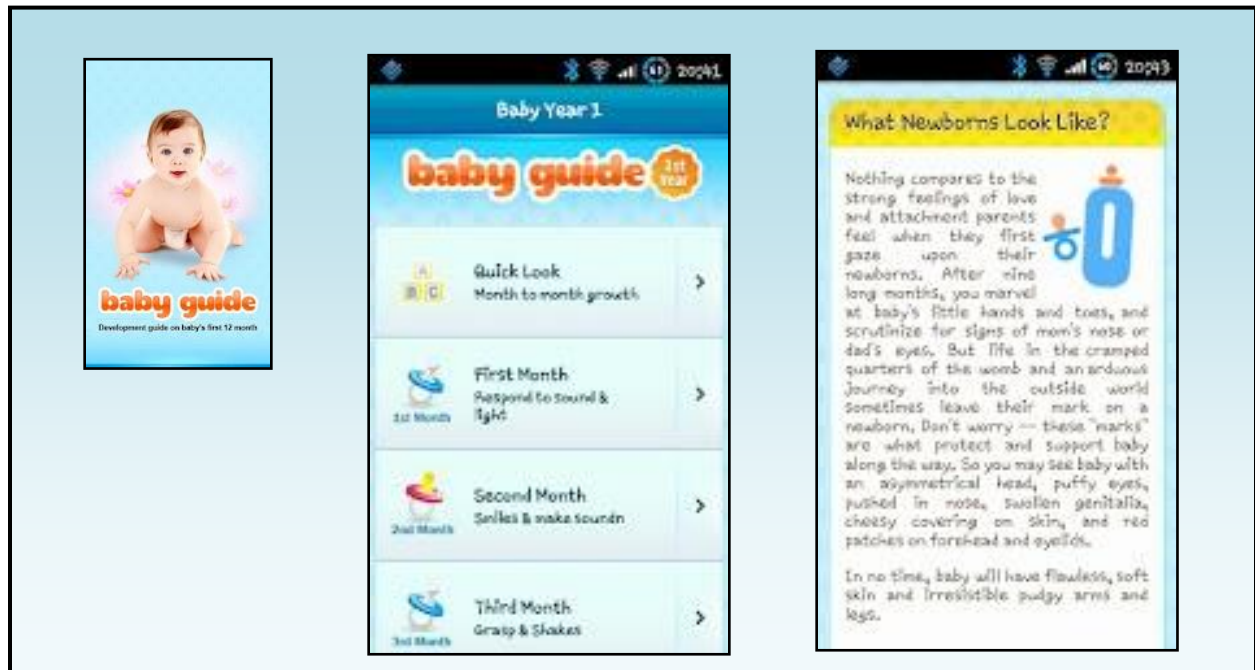 baby guide
Development guide on baby's first 12 month
61
20:41
Baby Year 1
baby guide 1st
Year
A
B C
Quick Look
Month to month growth
First Month
Respond to sound &
light
1st Month
Second Month
Smiles & make soundn
2nd Month
Third Month
Grasp & Shakes
3rd Month
60
20:43
What Newborns Look Like?
Nothing compares to the
strong feelings of love
and attachment parents
feel when they first
gaze upon their
newborns. After nine
long months, you marvel
at baby's little hands and toes, and
scrutinize for signs of mom's nose or
dad's eyes. But life in the cramped
quarters of the womb and an arduous
journey into the outside world
sometimes leave their mark on a
newborn. Don't worry -- these "marks"
are what protect and support baby
along the way. So you may see baby with
an asymmetrical head, puffy eyes,
pushed in nose, swollen genitalia,
cheesy covering on skin, and red
patches on forehead and eyelids.
In no time, baby will have flawless, soft
skin and irresistible pudgy arms and
legs.
0